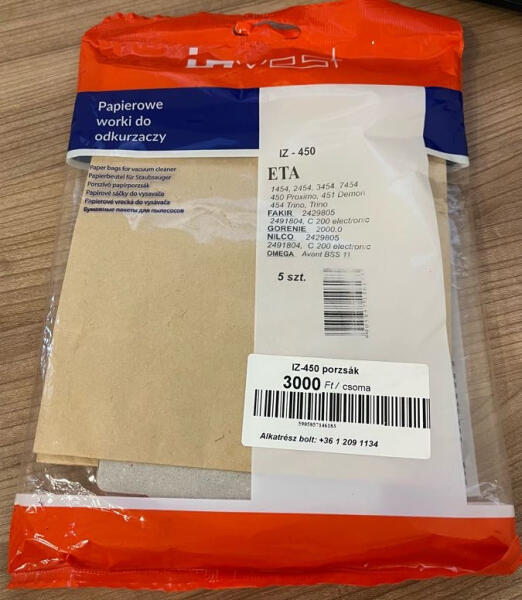 invest
Papierowe
worki do
odkurzaczy
Paper bags for vacuum cleaner
Papierbeutel für Staubsauger
Porszívó papírporzsák
Papírové sáčky do vysavače
Papierové vrecká do vysávača
Бумажные пакеты для пылесосов
IZ - 450
ETA
1454, 2454, 3454, 7454
450 Proximo, 451 Demon
454 Trino, Trino
FAKIR 2429805
2491804, C 200 electronic
GORENIE 2000.0
NILCO 2429805
2491804, C 200 electronic
OMEGA Avant BSS 11
5 szt.
IZ-450 porzsák
3000 Ft / csoma
5905857146165
Alkatrész bolt: +36 1 209 1134